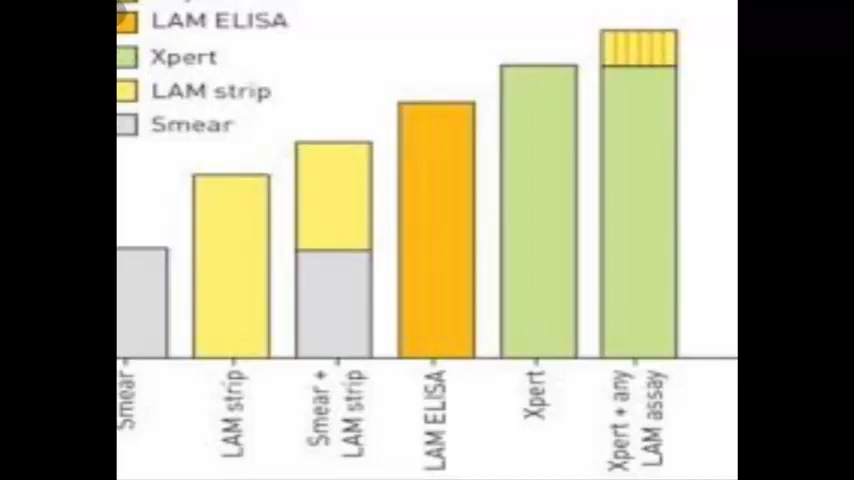 LAM ELISA
Xpert
LAM strip
Smear
Smear
LAM strip
Smear +
LAM strip
LAM ELISA
Xpert
Xpert + any
LAM assay